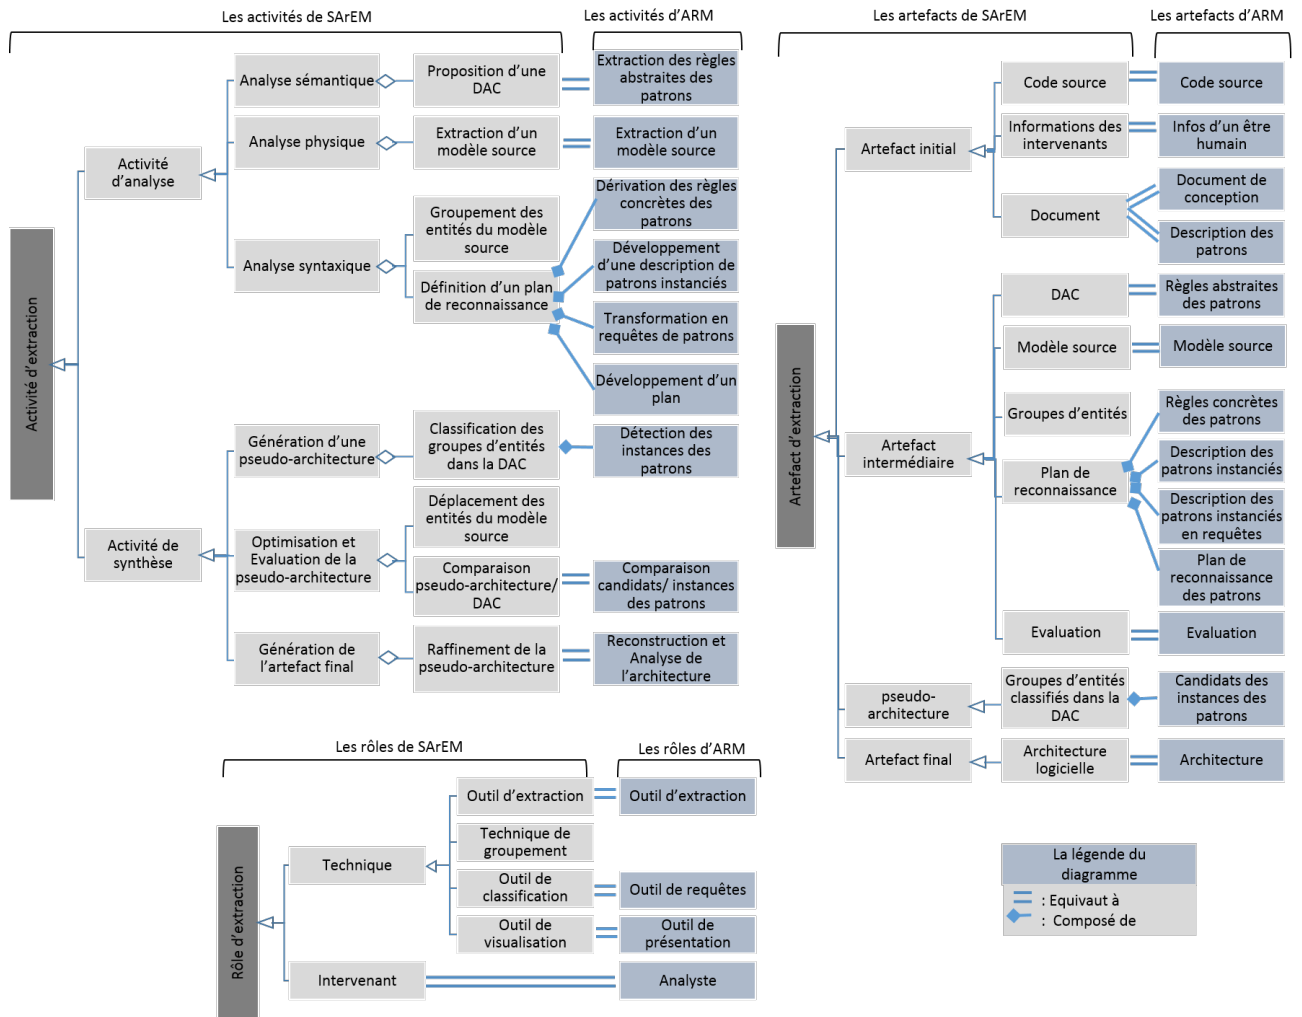 Les activités de SArEM
Les activités d'ARM
Activité d'extraction
Activité
d'analyse
Analyse sémantique
Proposition d'une
DAC
Extraction des règles
abstraites des
patrons
Analyse physique
Extraction d'un
modèle source
Extraction d'un
modèle source
Analyse syntaxique
Groupement des
entités du modèle
source
Définition d'un plan
de reconnaissance
Dérivation des règles
concrètes des
patrons
Développement
d'une description de
patrons instanciés
Transformation en
requêtes de patrons
Développement d'un
plan
Activité de
synthèse
Génération d'une
pseudo-architecture
Classification des
groupes d'entités
dans la DAC
Détection des
instances des
patrons
Optimisation et
Evaluation de la
pseudo-architecture
Déplacement des
entités du modèle
source
Comparaison
pseudo-architecture/
DAC
Comparaison
candidats/ instances
des patrons
Génération de
l'artefact final
Raffinement de la
pseudo-architecture
Reconstruction et
Analyse de
l'architecture
Les artefacts de SArEM
Les artefacts d'ARM
Artefact d'extraction
Artefact initial
Code source
Code source
Informations des
intervenants
Infos d'un être
humain
Document
Document de
conception
Description des
patrons
Artefact
intermédiaire
DAC
Règles abstraites
des patrons
Modèle source
Modèle source
Groupes d'entités
Plan de
reconnaissance
Règles concrètes
des patrons
Description des
patrons instanciés
Description des
patrons instanciés
en requêtes
Plan de
reconnaissance
des patrons
Evaluation
Evaluation
pseudo-
architecture
Groupes d'entités
classifiés dans la
DAC
Candidats des
instances des
patrons
Artefact final
Architecture
logicielle
Architecture
Les rôles de SArEM
Les rôles d'ARM
Rôle d'extraction
Technique
Outil d'extraction
Outil d'extraction
Technique de
groupement
Outil de
classification
Outil de requêtes
Outil de
visualisation
Outil de
présentation
Intervenant
Analyste
La légende du
diagramme
: Equivaut à
: Composé de